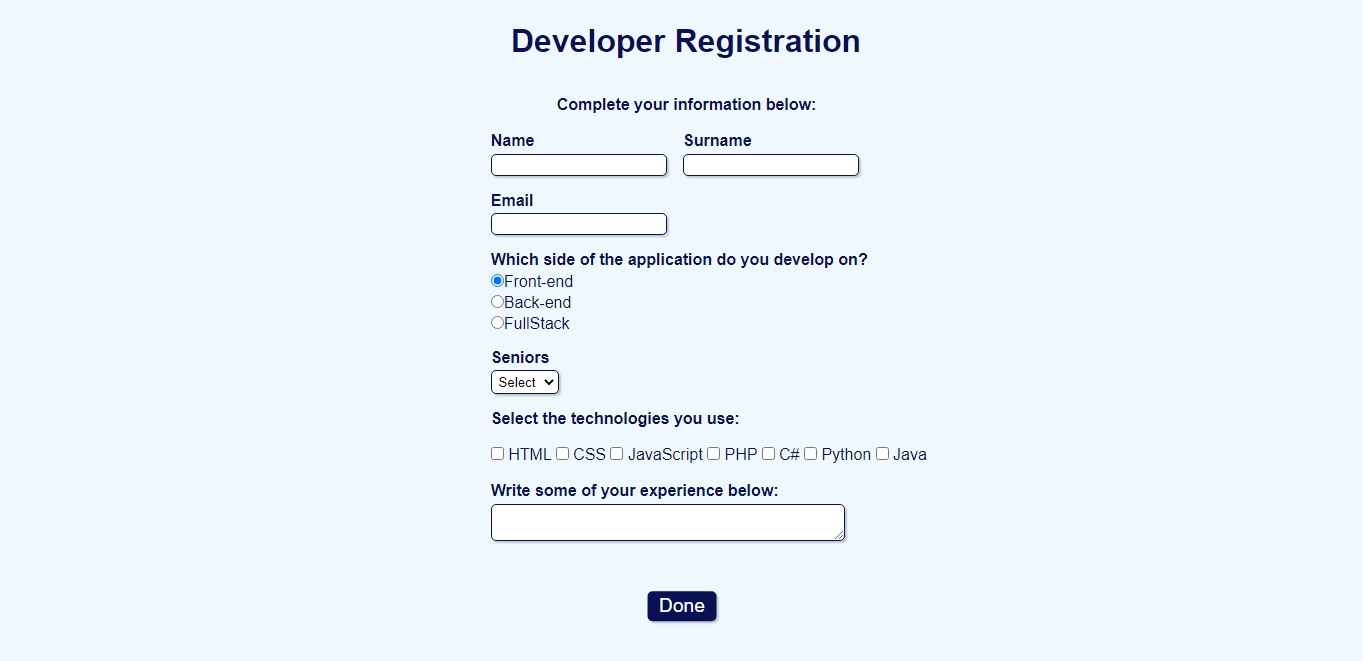 Developer Registration
Complete your information below:
Name Surname
Email
Which side of the application do you develop on?
Front-end
Back-end
FullStack
Seniors
Select
Select the technologies you use:
HTML CSS JavaScript PHP C# Python Java
Write some of your experience below:
Done